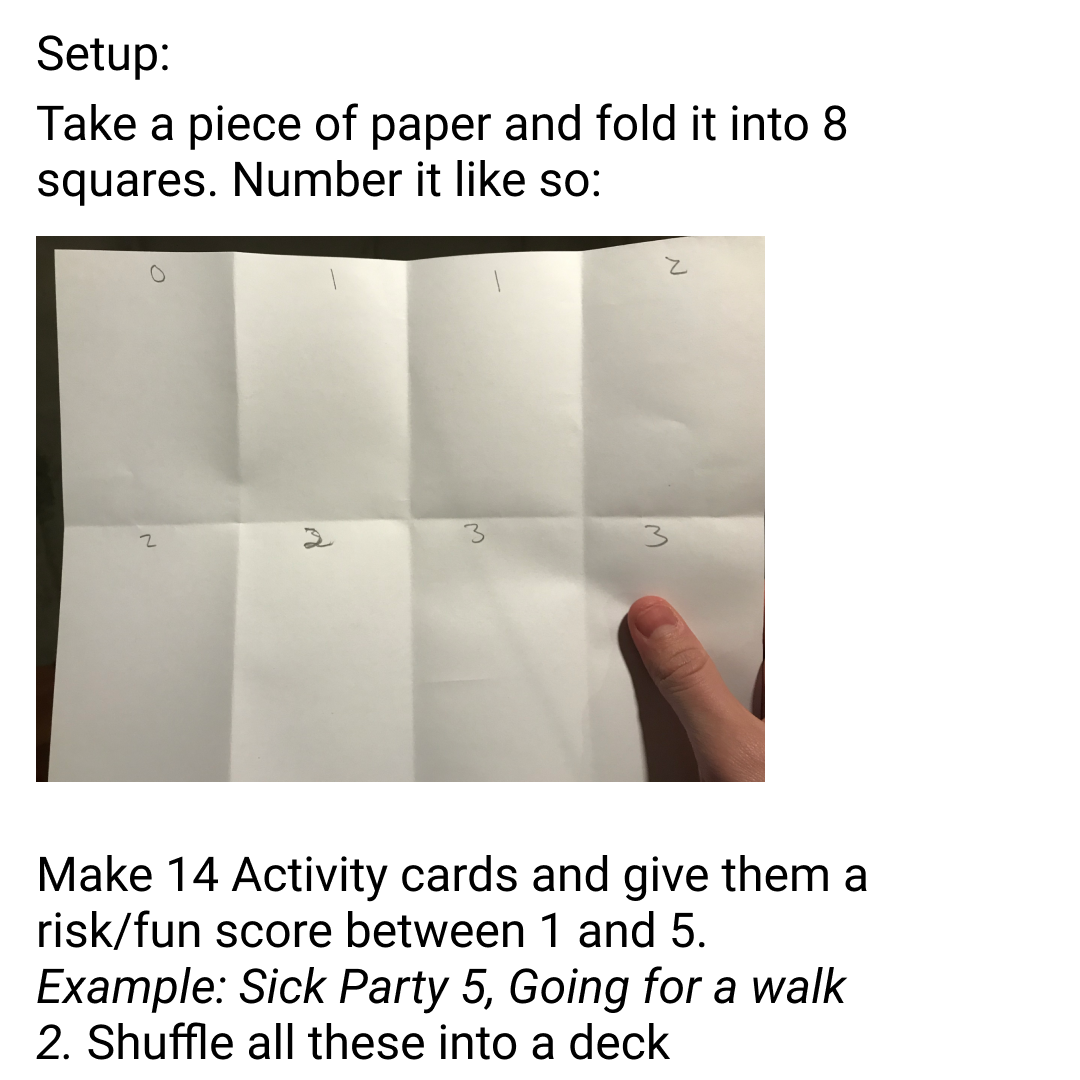 Setup:
Take a piece of paper and fold it into 8
squares. Number it like so:
0 1 1 2
2 2 3 3
Make 14 Activity cards and give them a
risk/fun score between 1 and 5.
Example: Sick Party 5, Going for a walk
2. Shuffle all these into a deck